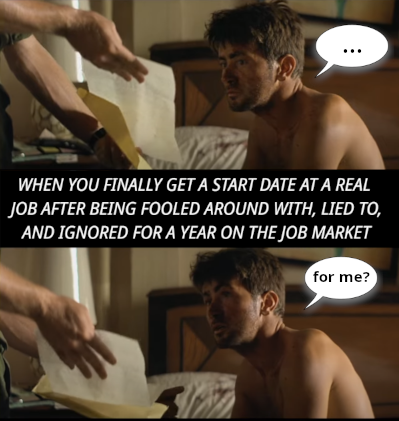 ...
WHEN YOU FINALLY GET A START DATE AT A REAL
JOB AFTER BEING FOOLED AROUND WITH, LIED TO,
AND IGNORED FOR A YEAR ON THE JOB MARKET
for me?